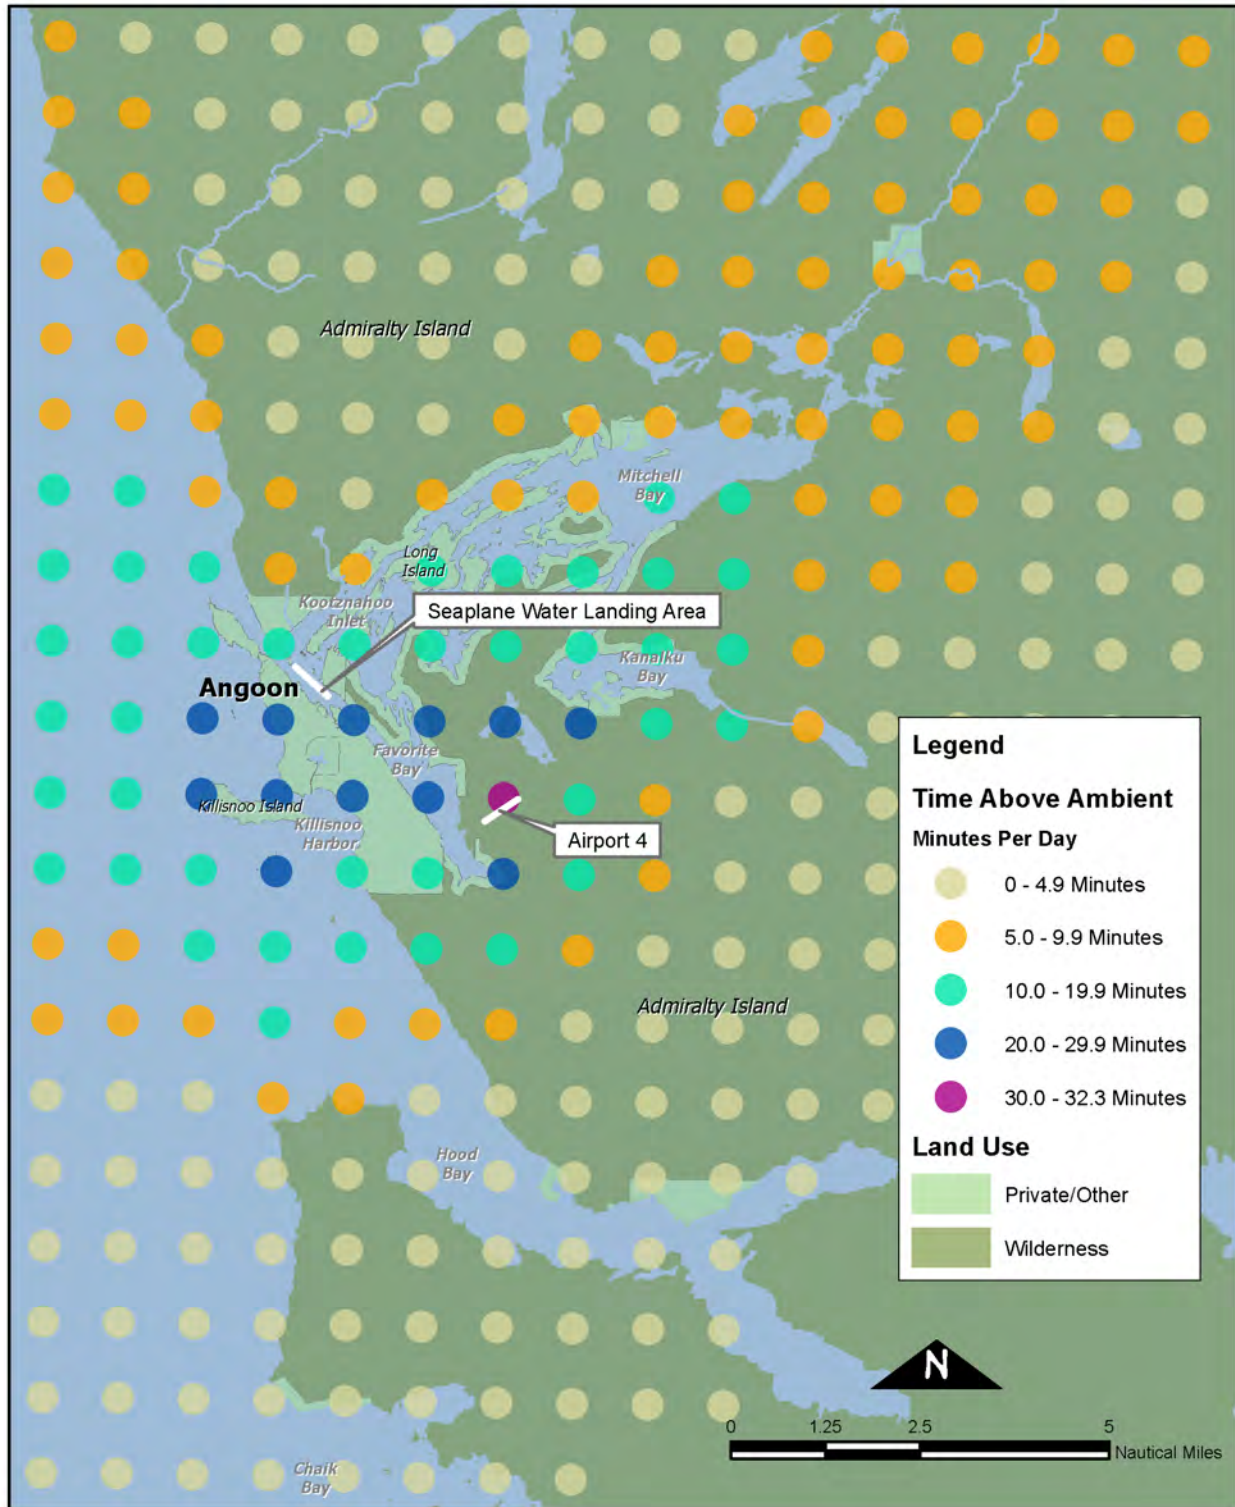 Admiralty Island
Mitchell
Bay
Long
Island
Kootznahoo
Inlet
Seaplane Water Landing Area
Kanalku
Bay
Angoon
Favorite
Bay
Killisnoo Island
Killisnoo
Harbor
Airport 4
Admiralty Island
Hood
Bay
Chaik
Bay
Legend
Time Above Ambient
Minutes Per Day
0 - 4.9 Minutes
5.0 - 9.9 Minutes
10.0 - 19.9 Minutes
20.0 - 29.9 Minutes
30.0 - 32.3 Minutes
Land Use
Private/Other
Wilderness
N
0 1.25 2.5 5
Nautical Miles